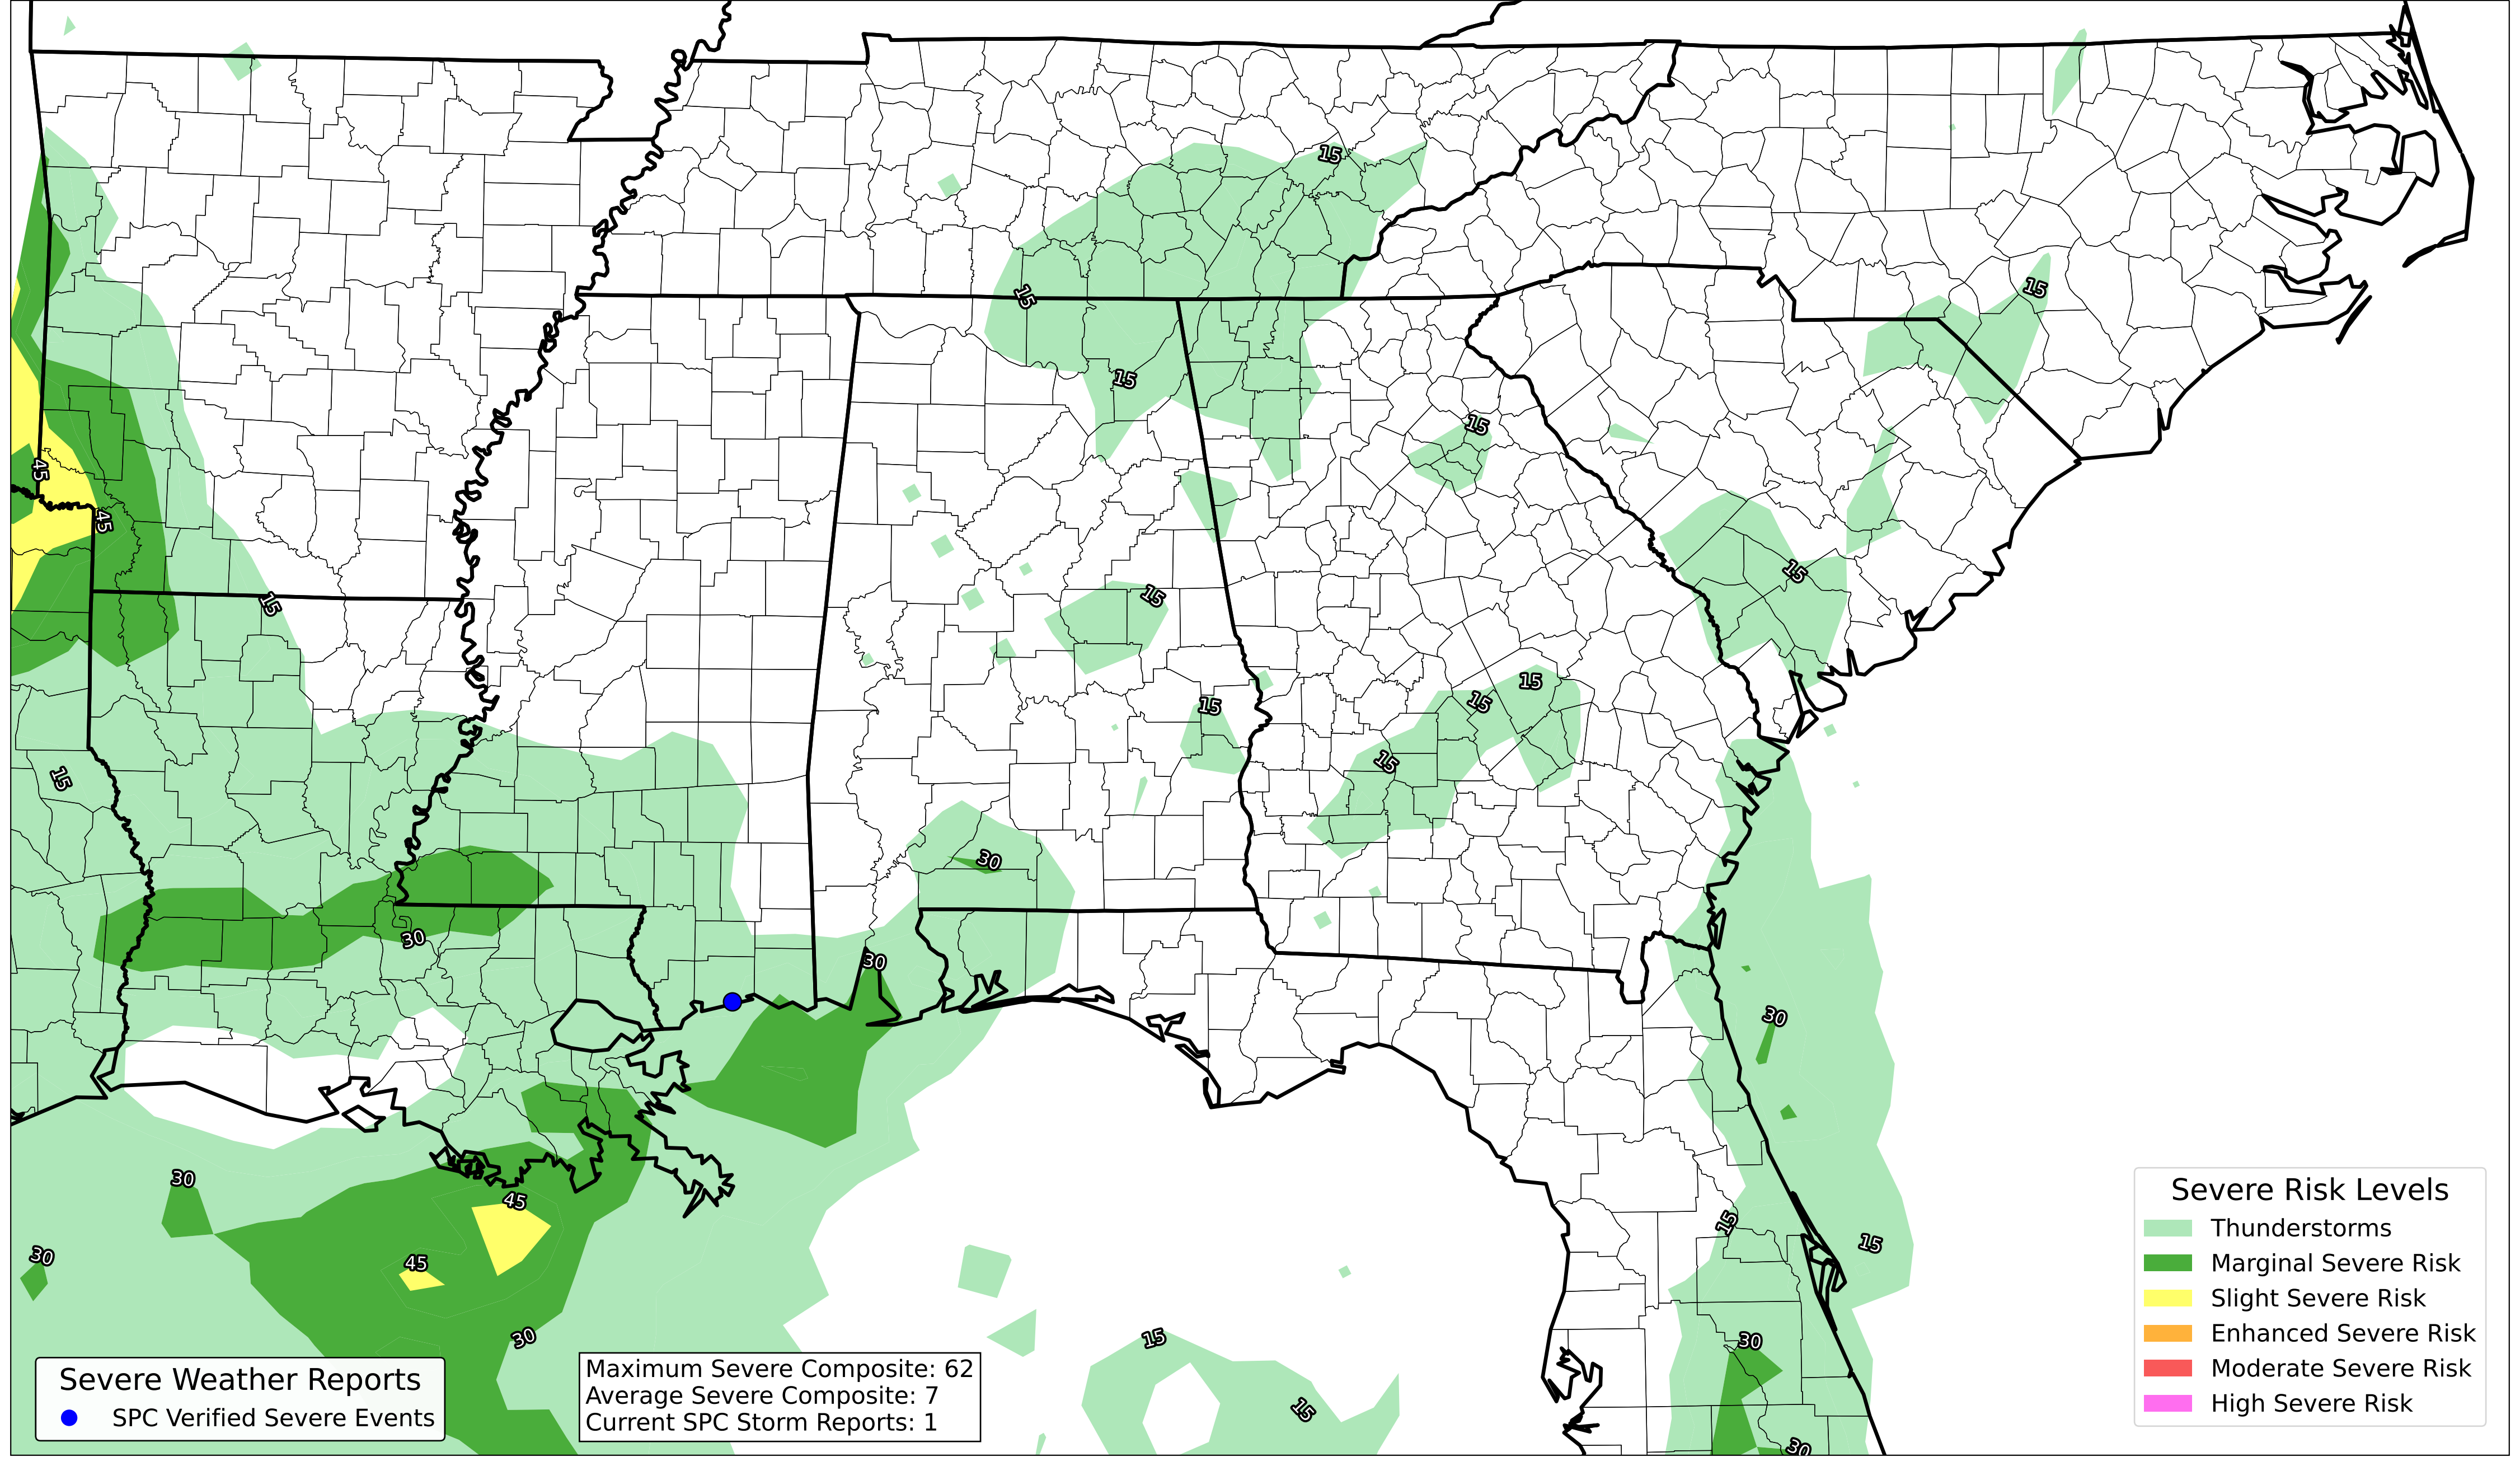 15
15
15
15
15
45
45
15
15
15
15
15
15
15
15
30
30
30
30
30
30
45
15
15
30
45
30
15
30
15
30
Severe Risk Levels
Thunderstorms
Marginal Severe Risk
Slight Severe Risk
Enhanced Severe Risk
Moderate Severe Risk
High Severe Risk
Severe Weather Reports
SPC Verified Severe Events
Maximum Severe Composite: 62
Average Severe Composite: 7
Current SPC Storm Reports: 1